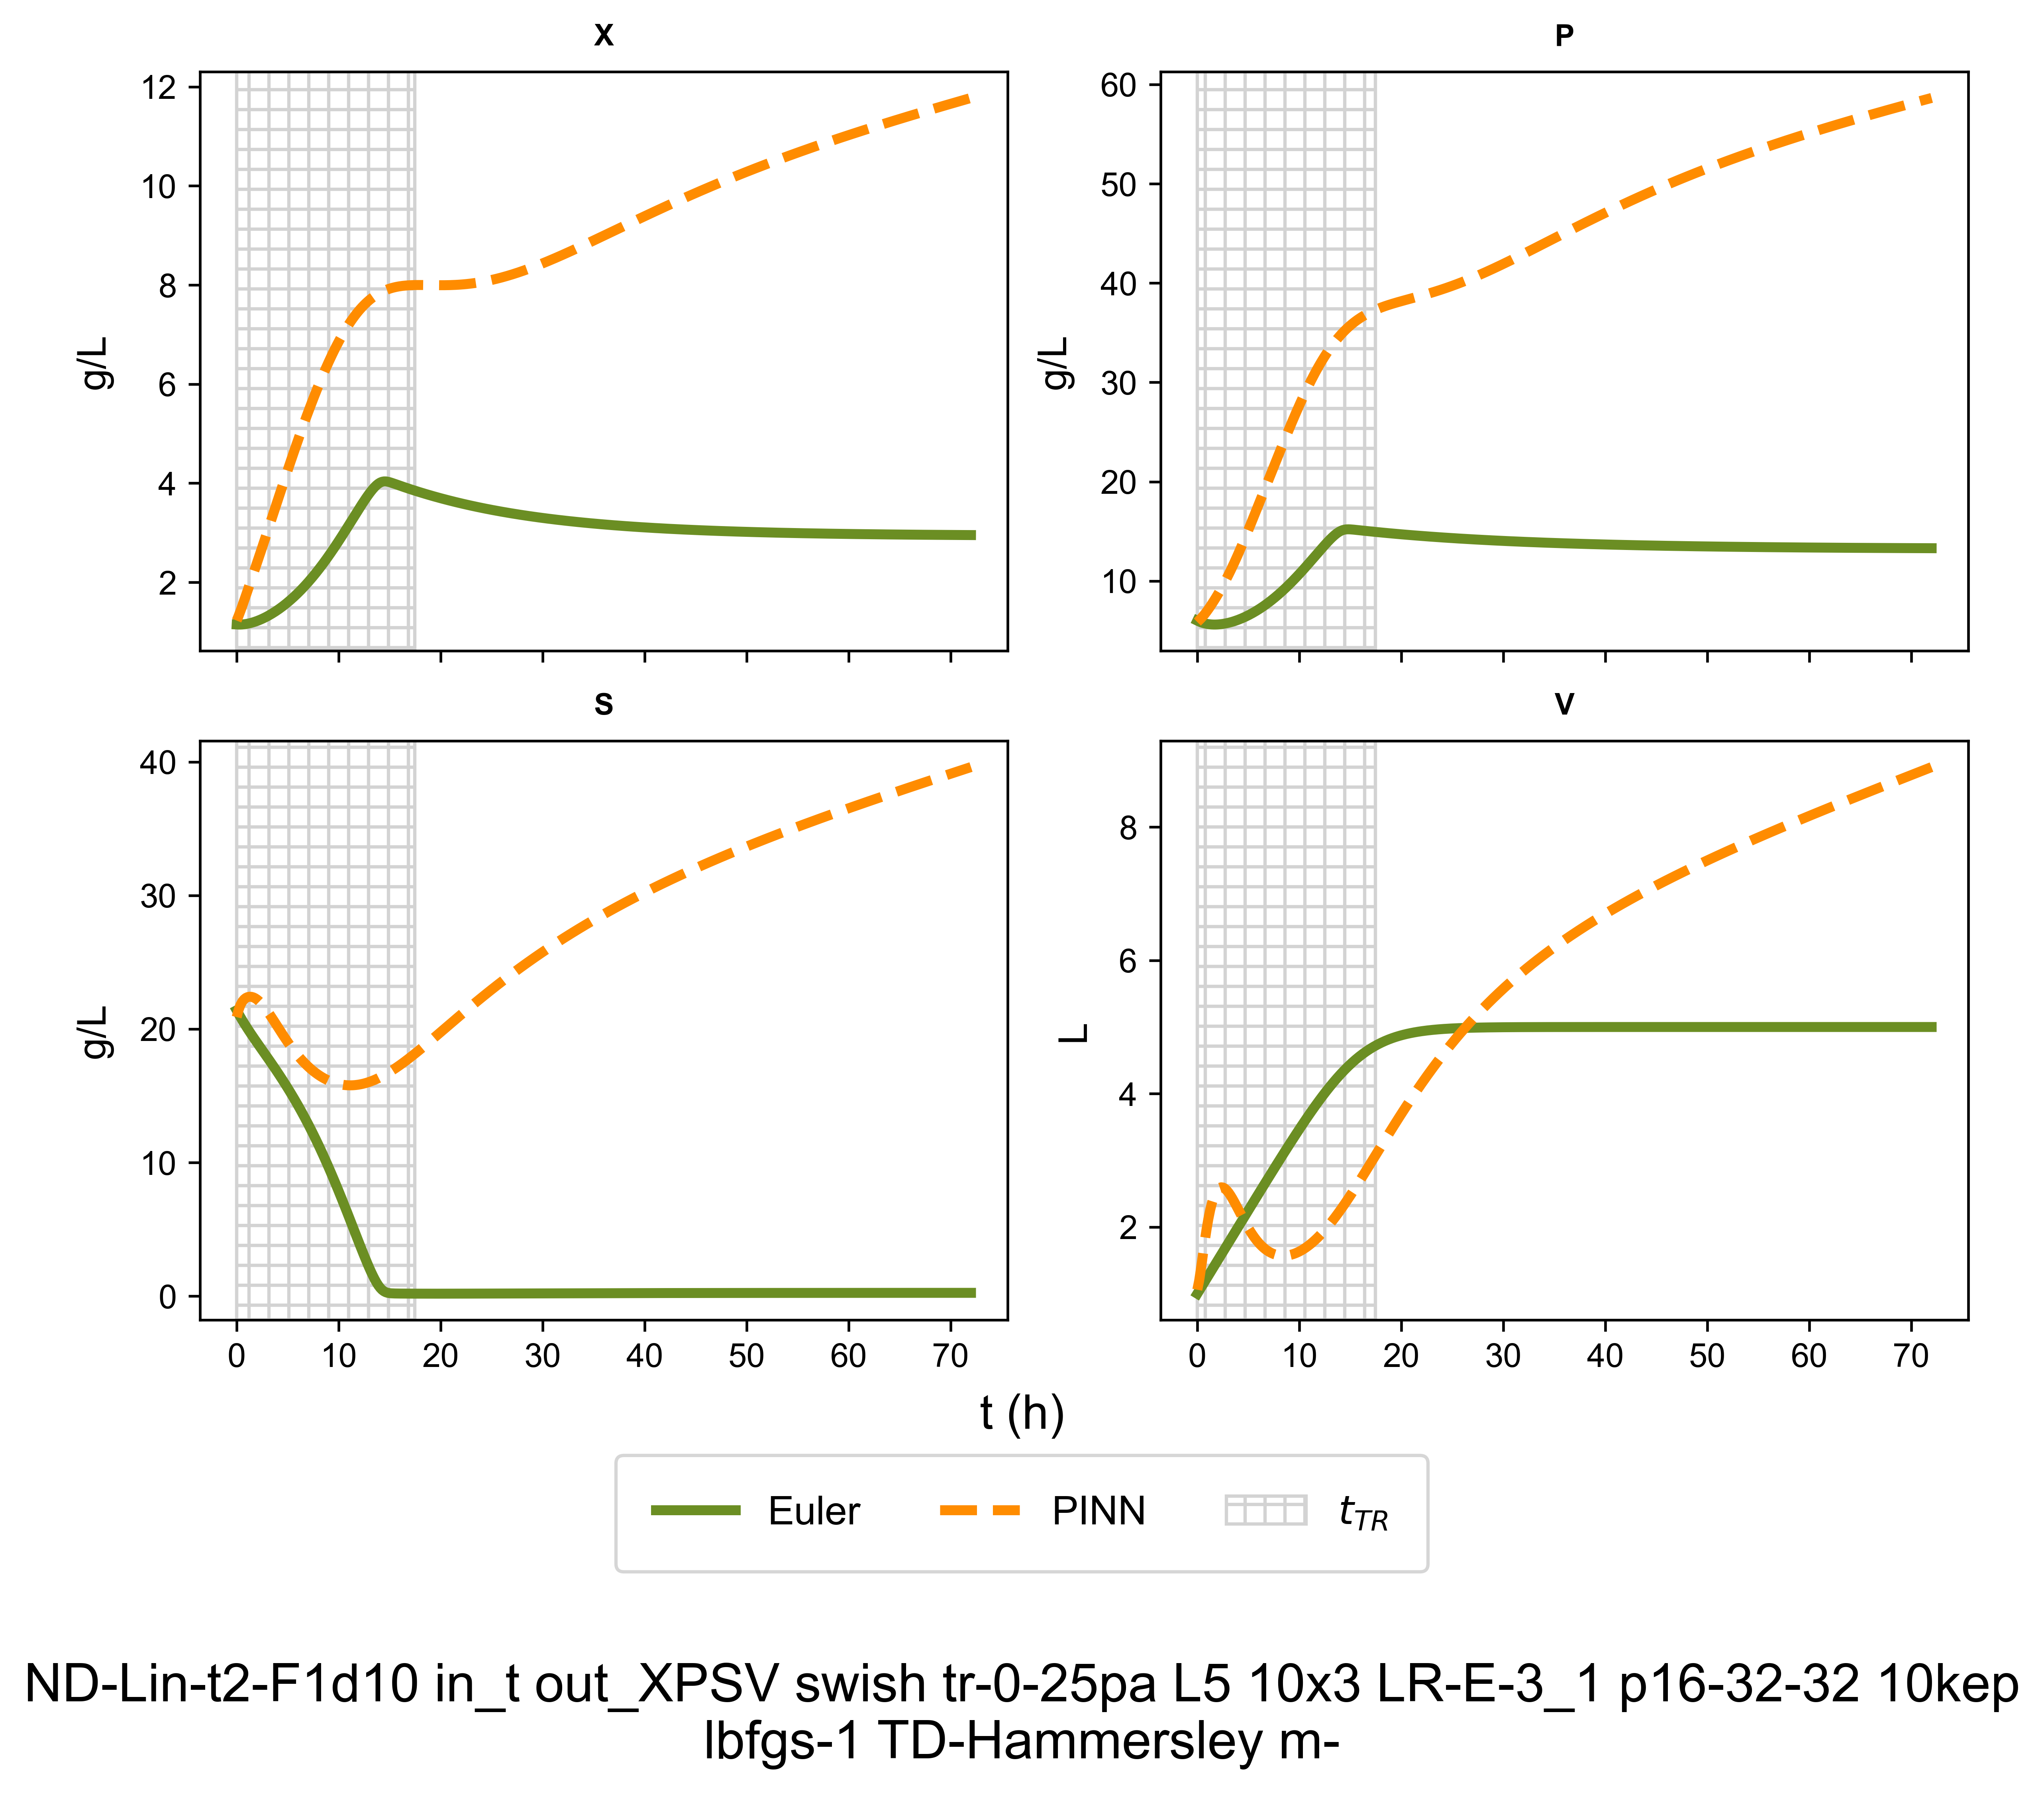 X
P
12
10
8
6
4
2
g/L
60
50
40
30
20
10
g/L
S
V
40
30
20
10
0
g/L
8
6
4
2
L
0 10 20 30 40 50 60 70
0 10 20 30 40 50 60 70
t (h)
Euler PINN t_TR
ND-Lin-t2-F1d10 in_t out_XPSV swish tr-0-25pa L5 10x3 LR-E-3_1 p16-32-32 10kep
lbfgs-1 TD-Hammersley m-